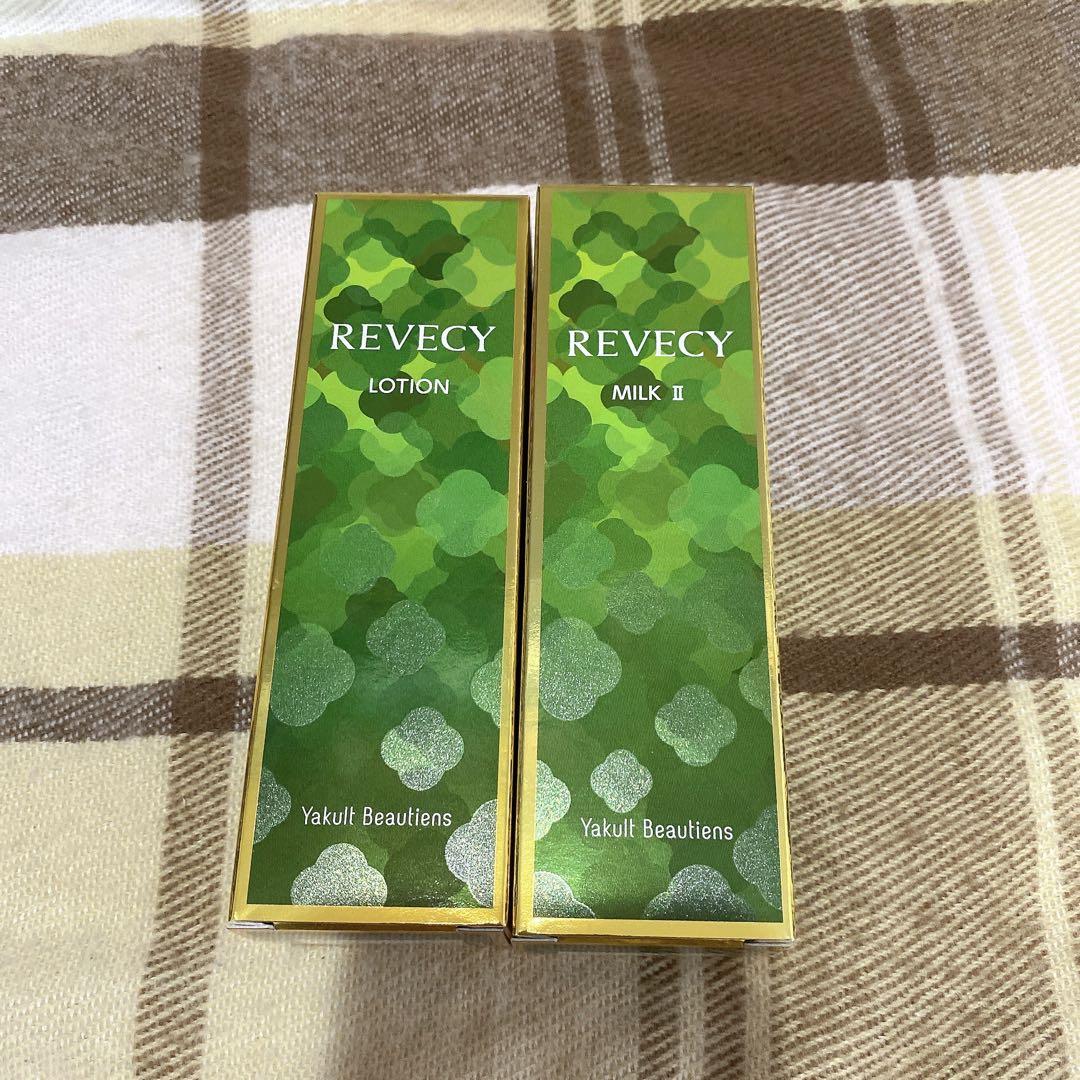 REVECY
LOTION
Yakult Beautiens
REVECY
MILK Ⅱ
Yakult Beautiens